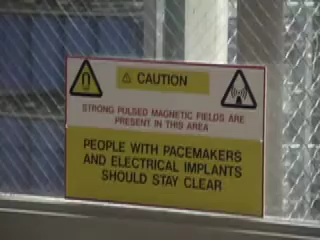 CAUTION
STRONG PULSED MAGNETIC FIELDS ARE
PRESENT IN THIS AREA
PEOPLE WITH PACEMAKERS
AND ELECTRICAL IMPLANTS
SHOULD STAY CLEAR